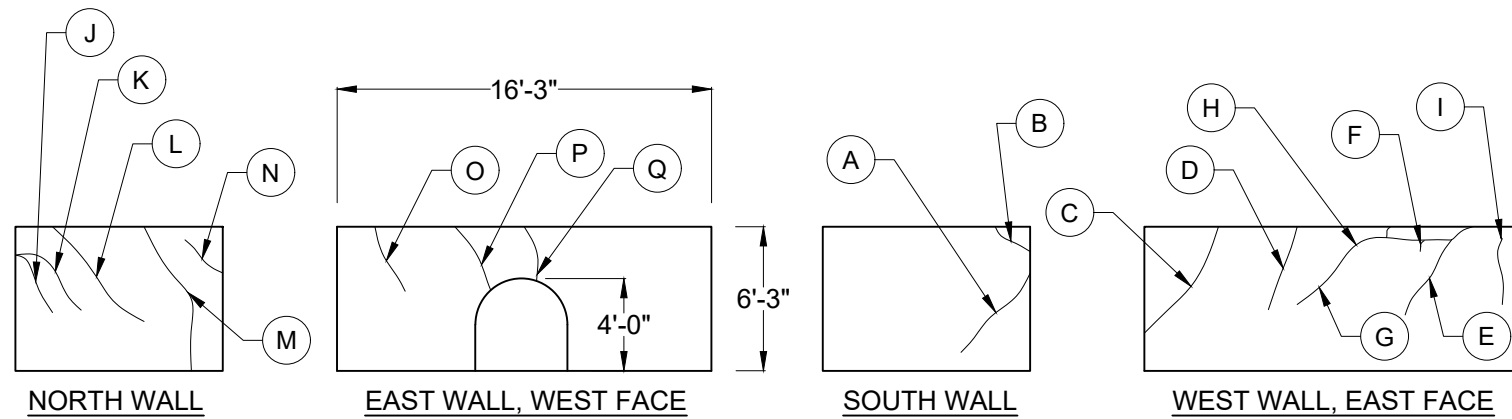 J
K
L
N
M
NORTH WALL
16'-3"
O
P
Q
4'-0"
6'-3"
EAST WALL, WEST FACE
A
B
SOUTH WALL
C
D
H
F
I
G
E
WEST WALL, EAST FACE